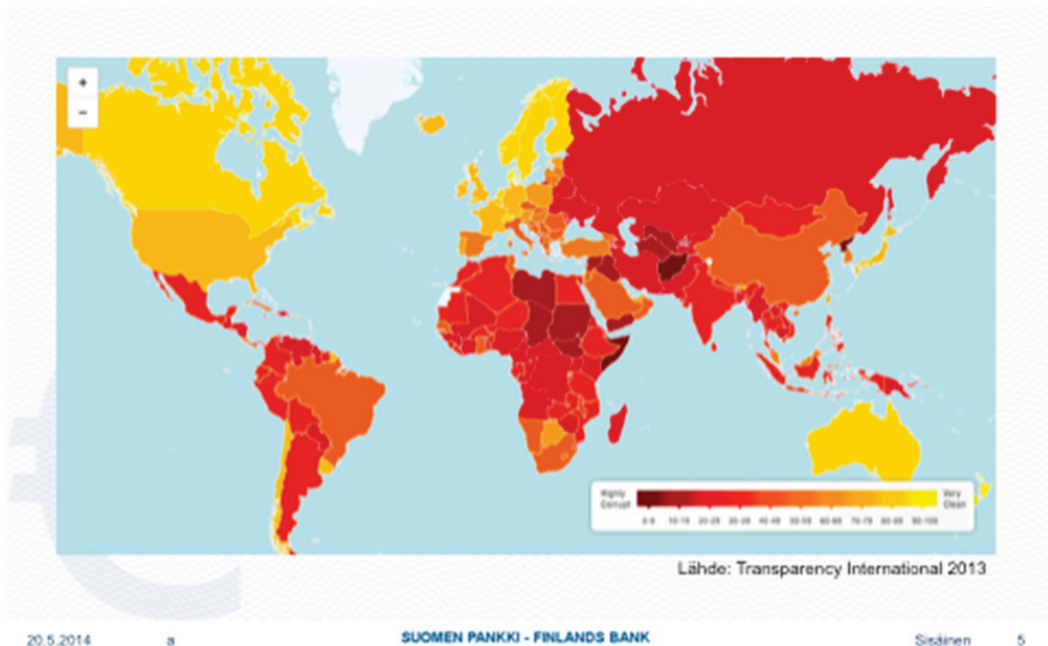 +
−
Highly Very
Corrupt Clean
0-9 10-19 20-29 30-39 40-49 50-59 60-69 70-79 80-89 90-100
Lähde: Transparency International 2013
20.5.2014 a SUOMEN PANKKI - FINLANDS BANK Sisäinen 5